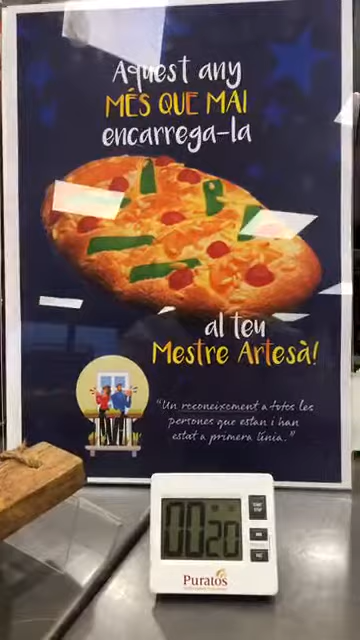 Aquest any
MÉS QUE MAI
encarrega-la
al teu
Mestre Artesà!
"Un reconeixement a totes les
persones que estan i han
estat a primera línia."
00 20
Puratos